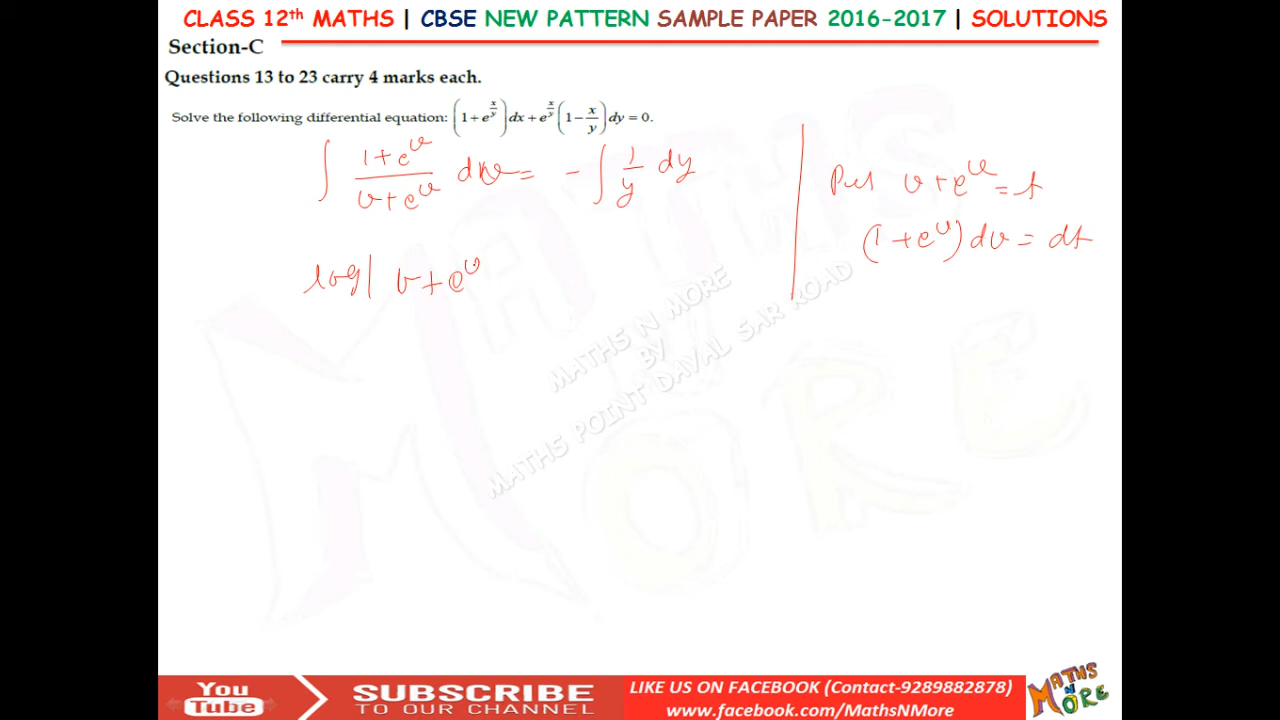 CLASS 12th MATHS | CBSE NEW PATTERN SAMPLE PAPER 2016-2017 | SOLUTIONS
Section-C
Questions 13 to 23 carry 4 marks each.
Solve the following differential equation: (1 + e^(x/y)) dx + e^(x/y) (1 − x/y) dy = 0.
∫ (1 + e^v)/(v + e^v) dv = − ∫ 1/y dy
Put v + e^v = t
(1 + e^v) dv = dt
log| v + e^v
MATHS N MORE
BY
MATHS POINT DAYAL SAR ROAD
MATHS
N
MORE
You
Tube
SUBSCRIBE
TO OUR CHANNEL
LIKE US ON FACEBOOK (Contact-9289882878)
www.facebook.com/MathsNMore
MATHS
N
MORE